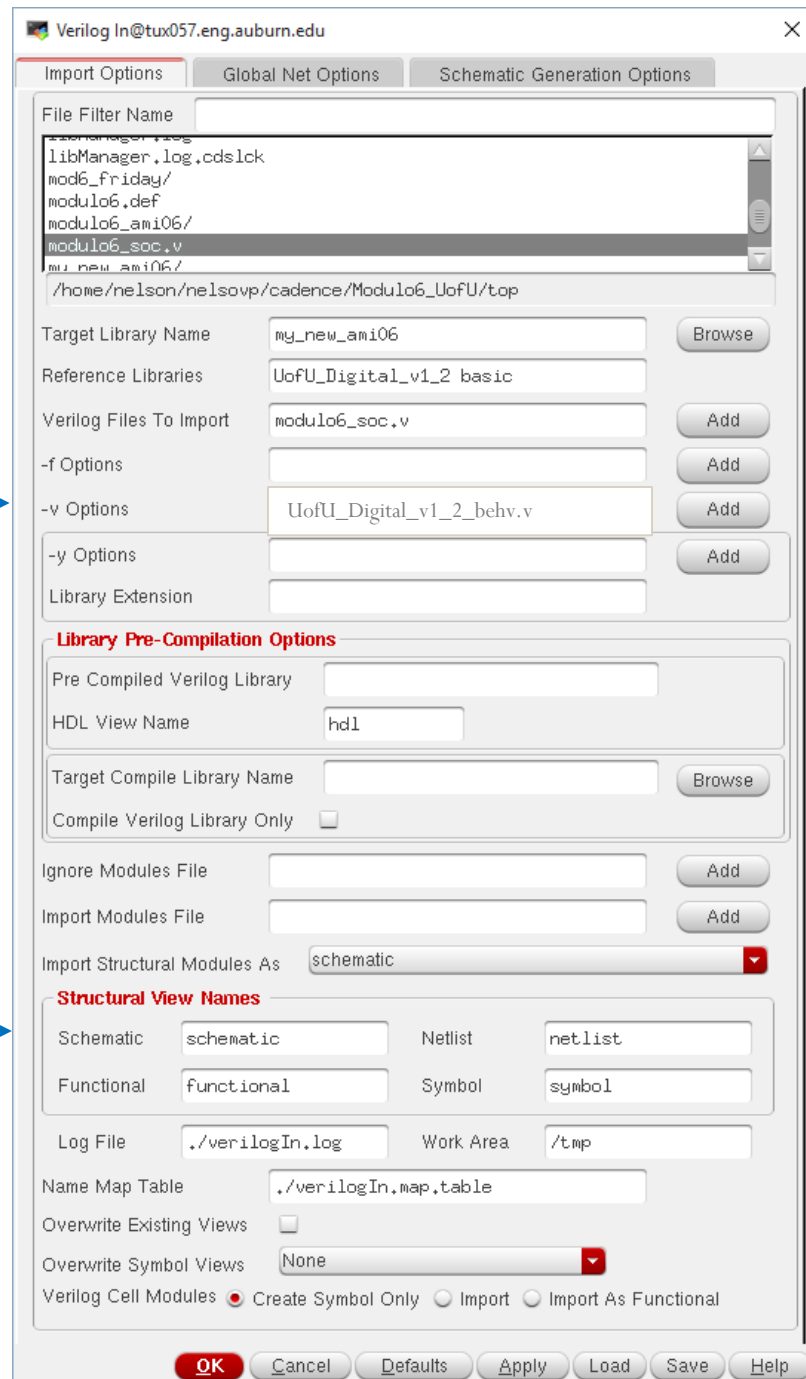 Verilog In@tux057.eng.auburn.edu
Import Options Global Net Options Schematic Generation Options
File Filter Name
libManager.log
libManager.log.cdslck
mod6_friday/
modulo6.def
modulo6_ami06/
modulo6_soc.v
my_new_ami06/
/home/nelson/nelsovp/cadence/Modulo6_UofU/top
Target Library Name my_new_ami06 Browse
Reference Libraries UofU_Digital_v1_2 basic
Verilog Files To Import modulo6_soc.v Add
-f Options Add
-v Options UofU_Digital_v1_2_behv.v Add
-y Options Add
Library Extension
Library Pre-Compilation Options
Pre Compiled Verilog Library
HDL View Name hdl
Target Compile Library Name Browse
Compile Verilog Library Only
Ignore Modules File Add
Import Modules File Add
Import Structural Modules As schematic
Structural View Names
Schematic schematic Netlist netlist
Functional functional Symbol symbol
Log File ./verilogIn.log Work Area /tmp
Name Map Table ./verilogIn.map.table
Overwrite Existing Views
Overwrite Symbol Views None
Verilog Cell Modules Create Symbol Only Import Import As Functional
OK Cancel Defaults Apply Load Save Help